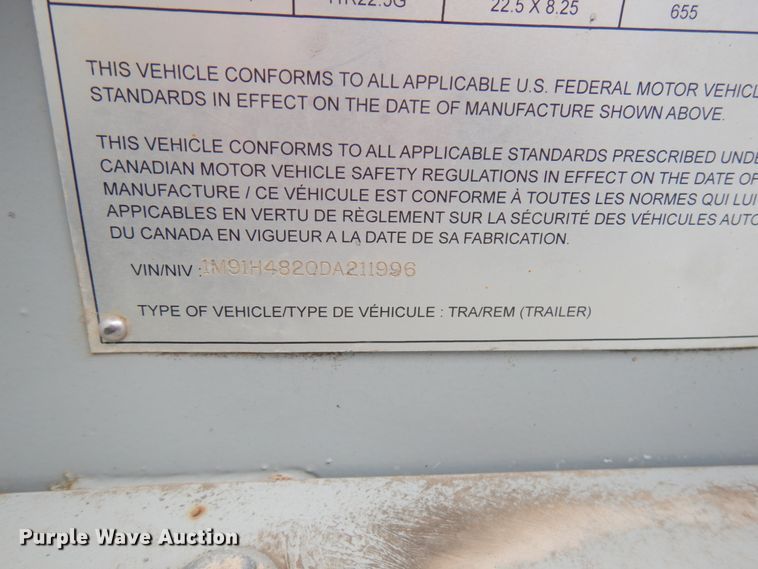 22.5 X 8.25
655
THIS VEHICLE CONFORMS TO ALL APPLICABLE U.S. FEDERAL MOTOR VEHICL
STANDARDS IN EFFECT ON THE DATE OF MANUFACTURE SHOWN ABOVE.
THIS VEHICLE CONFORMS TO ALL APPLICABLE STANDARDS PRESCRIBED UNDE
CANADIAN MOTOR VEHICLE SAFETY REGULATIONS IN EFFECT ON THE DATE OF
MANUFACTURE / CE VÉHICULE EST CONFORME À TOUTES LES NORMES QUI LUI
APPLICABLES EN VERTU DE RÈGLEMENT SUR LA SÉCURITÉ DES VÉHICULES AUTO
DU CANADA EN VIGUEUR A LA DATE DE SA FABRICATION.
VIN/NIV : 1M91H482QDA211996
TYPE OF VEHICLE/TYPE DE VÉHICULE : TRA/REM (TRAILER)
Purple Wave Auction